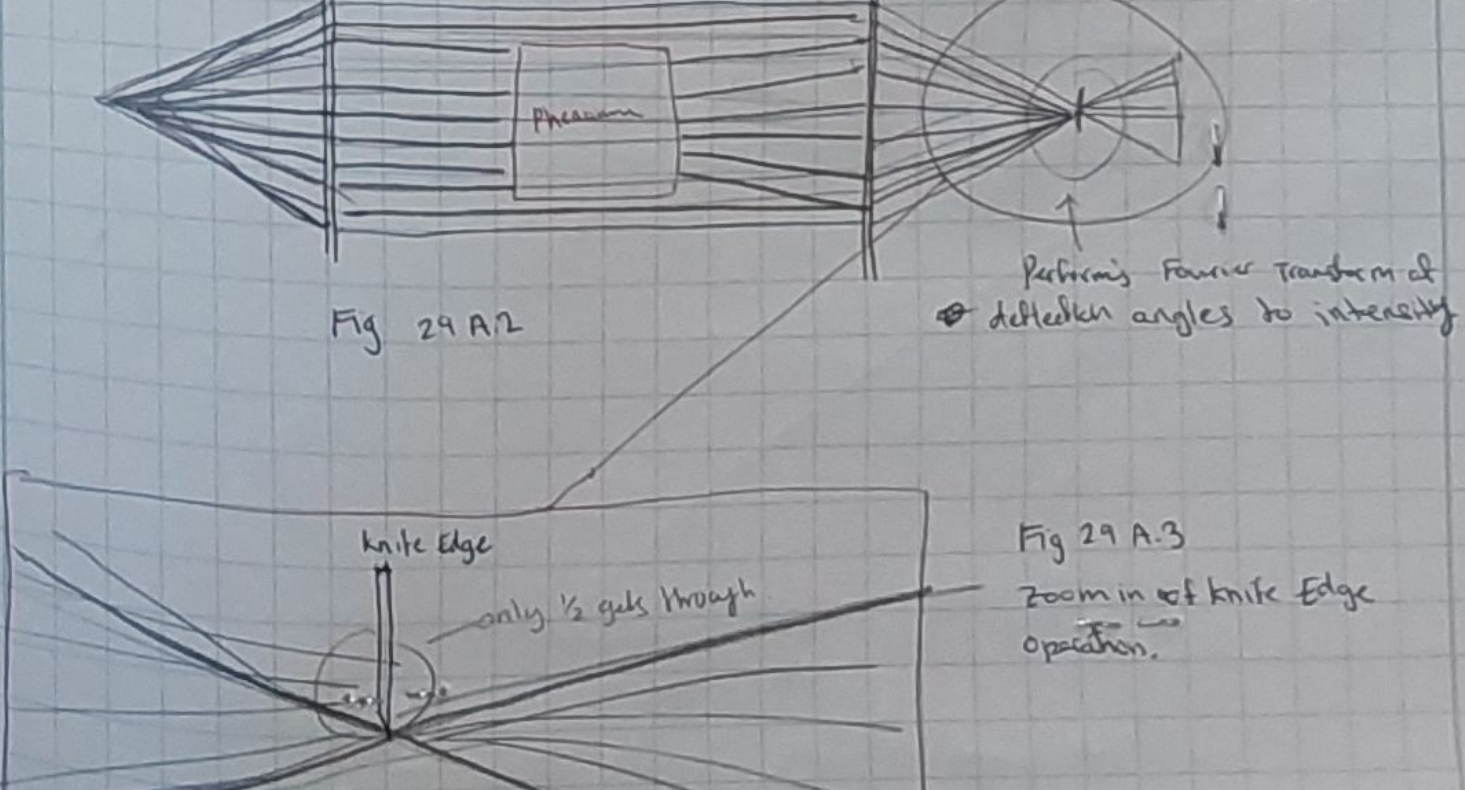 Phenomena
Performs Fourier Transform of
deflection angles to intensity
Fig 29 A.2
Knife Edge
only ½ gets through
Fig 29 A.3
Zoom in of Knife Edge
Operation.